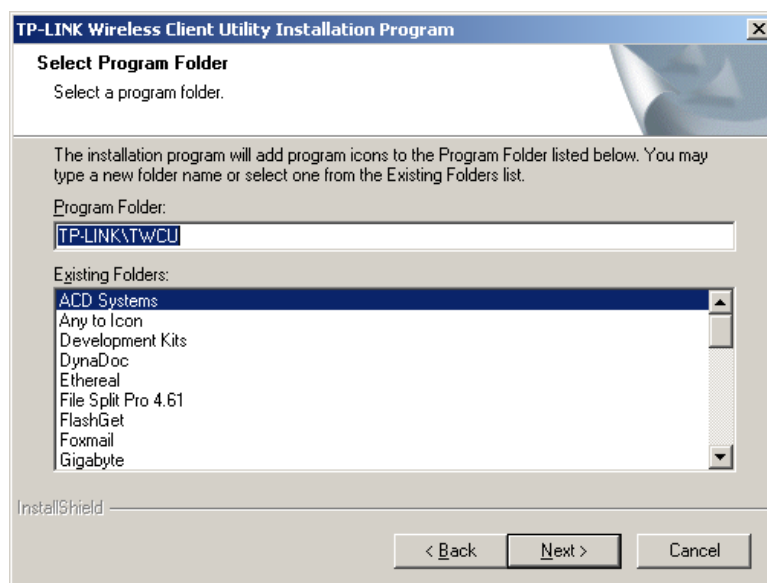 TP-LINK Wireless Client Utility Installation Program
Select Program Folder
Select a program folder.
The installation program will add program icons to the Program Folder listed below. You may
type a new folder name or select one from the Existing Folders list.
Program Folder:
TP-LINK\TWCU
Existing Folders:
ACD Systems
Any to Icon
Development Kits
DynaDoc
Ethereal
File Split Pro 4.61
FlashGet
Foxmail
Gigabyte
InstallShield
< Back Next > Cancel